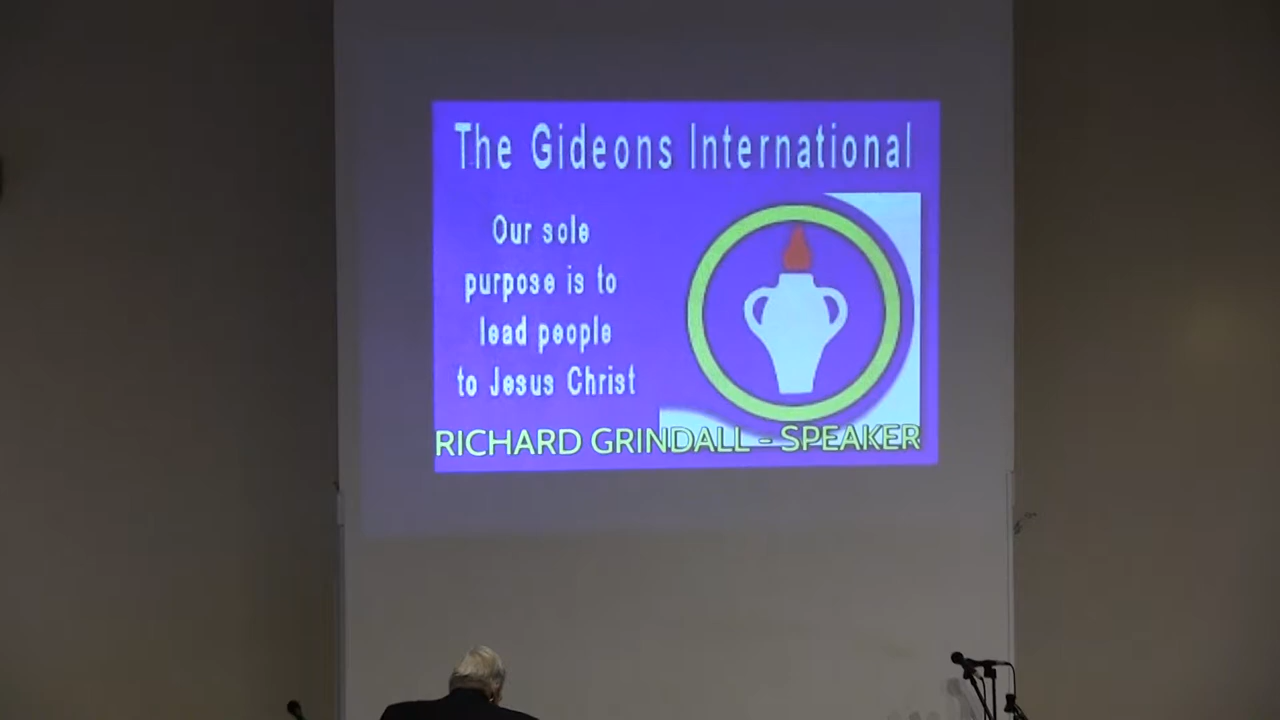 The Gideons International
Our sole
purpose is to
lead people
to Jesus Christ
RICHARD GRINDALL - SPEAKER